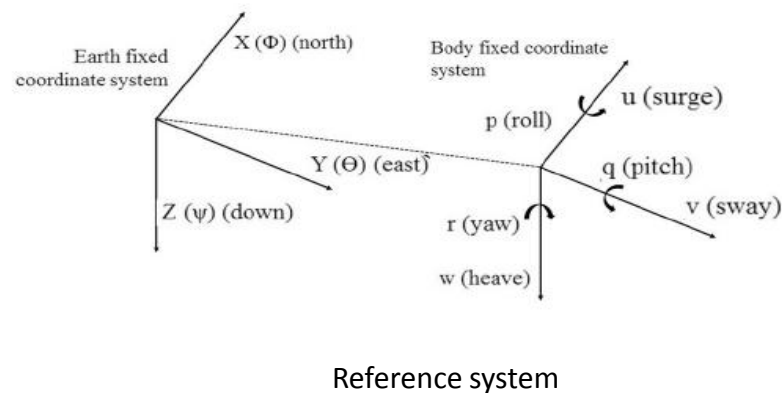 Earth fixed
coordinate system
X (Φ) (north)
Y (Θ) (east)
Z (ψ) (down)
Body fixed coordinate
system
u (surge)
p (roll)
q (pitch)
v (sway)
r (yaw)
w (heave)
Reference system